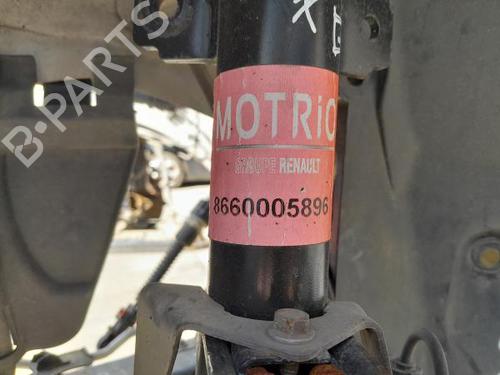 B-PARTS
MOTRiO
GROUPE RENAULT
8660005896